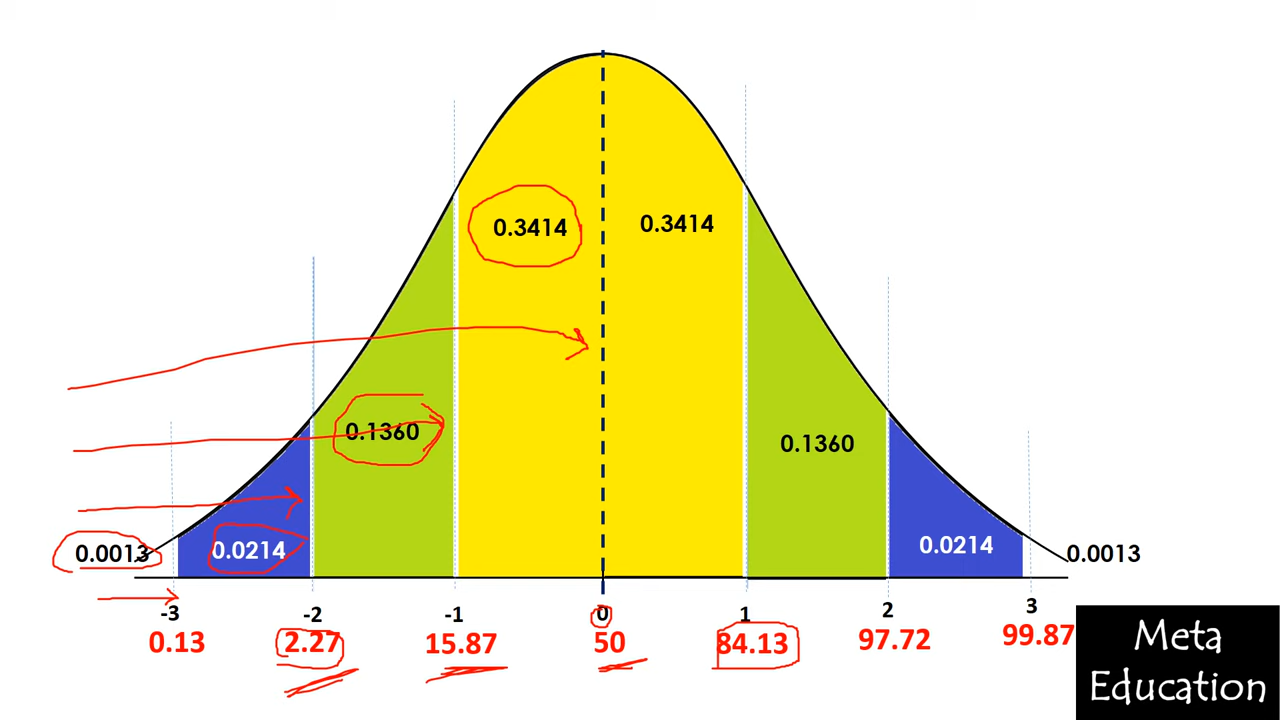 0.3414 0.3414
0.1360 0.1360
0.0013 0.0214 0.0214 0.0013
-3 -2 -1 0 1 2 3
0.13 2.27 15.87 50 84.13 97.72 99.87
Meta
Education